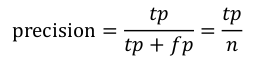 precision = tp / tp + fp = tp / n